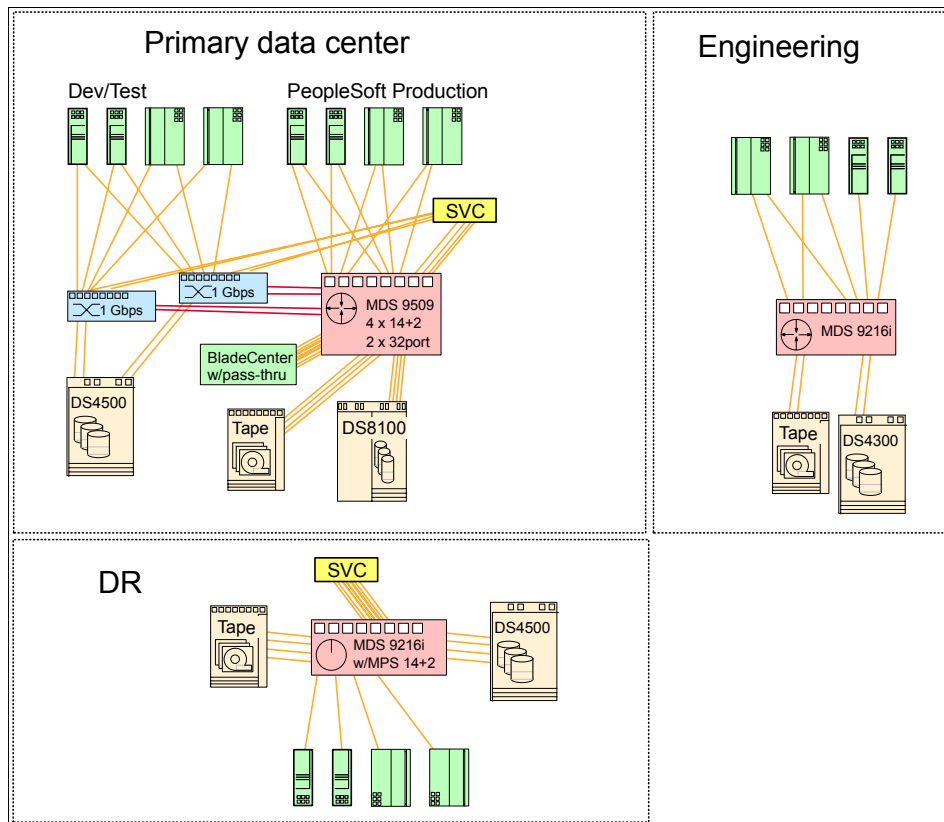 Primary data center
Dev/Test
PeopleSoft Production
SVC
1 Gbps
1 Gbps
MDS 9509
4 x 14+2
2 x 32port
BladeCenter
w/pass-thru
DS4500
Tape
DS8100
Engineering
MDS 9216i
Tape
DS4300
DR
SVC
Tape
MDS 9216i
w/MPS 14+2
DS4500